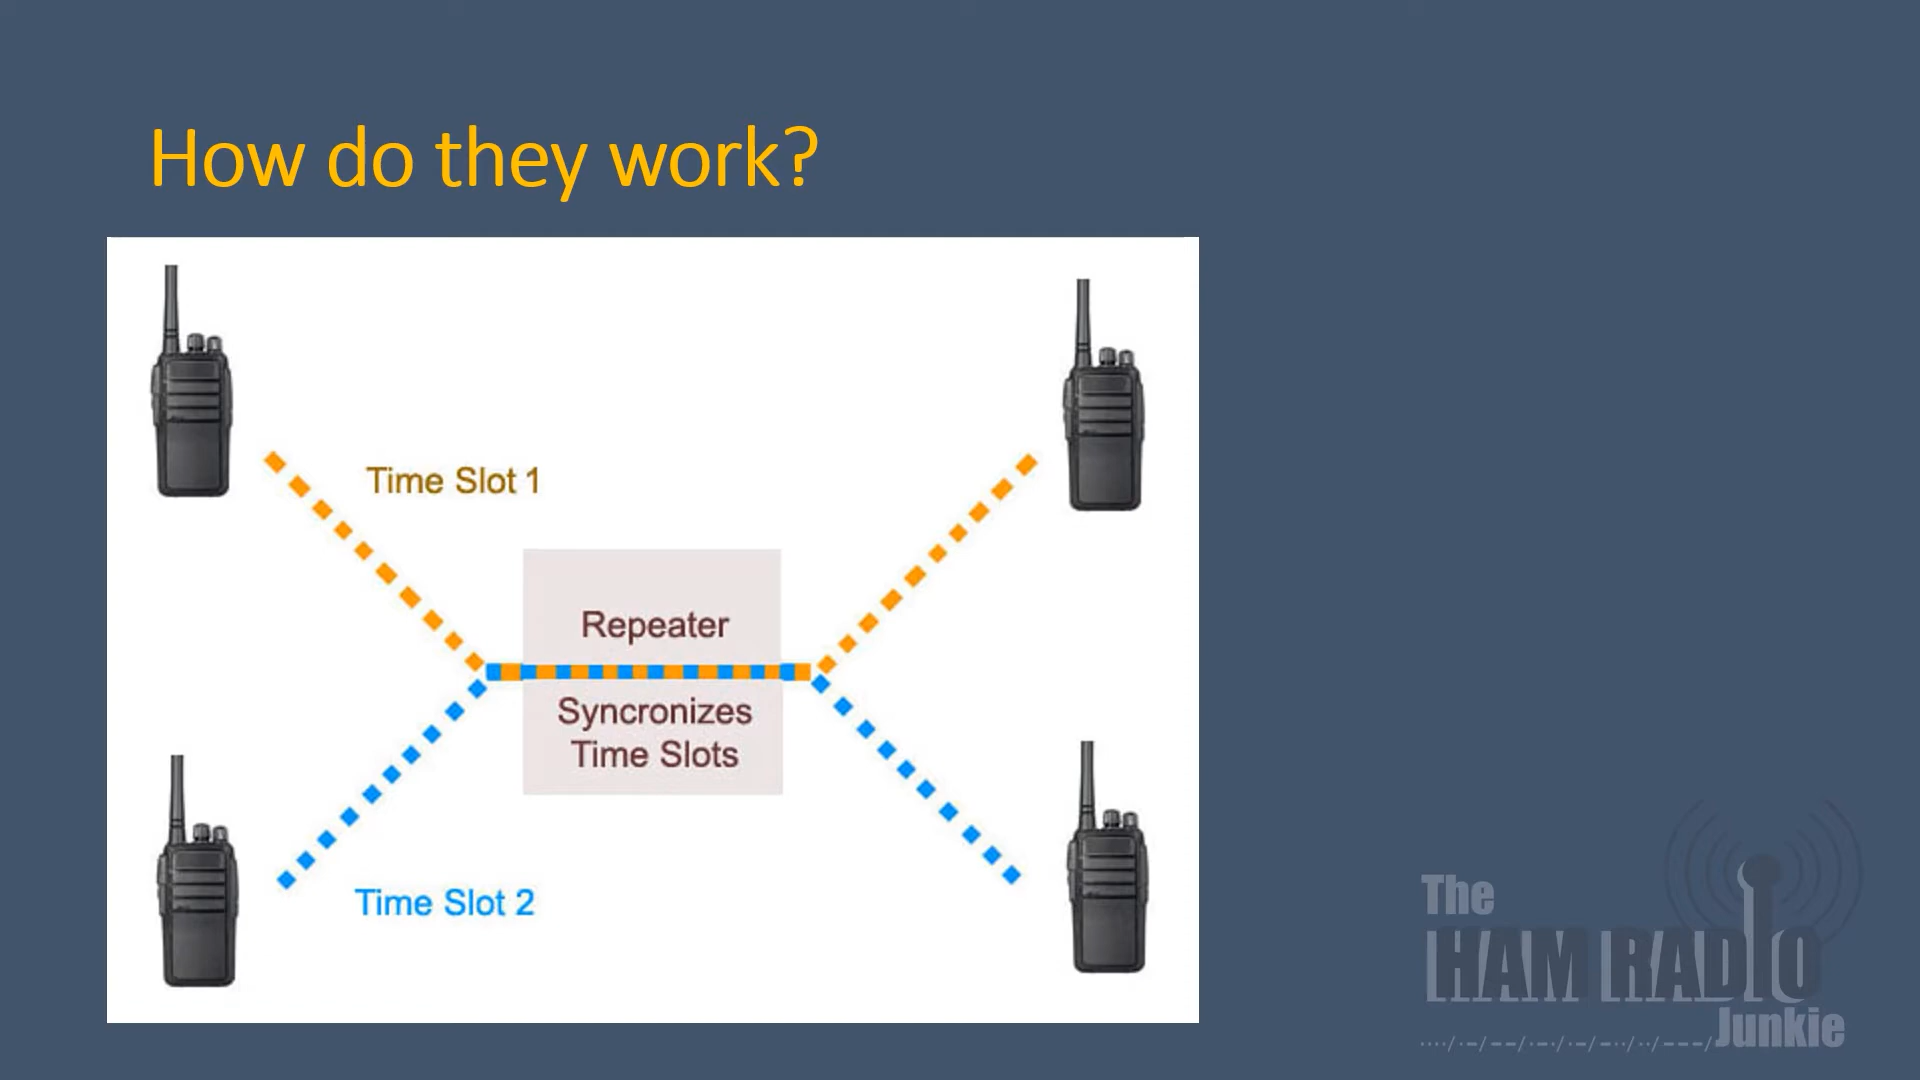 How do they work?
Time Slot 1
Repeater
Syncronizes
Time Slots
Time Slot 2
The
HAM RADIO
Junkie
····/·−/−−/·−·/·−/−··/··/−−−/